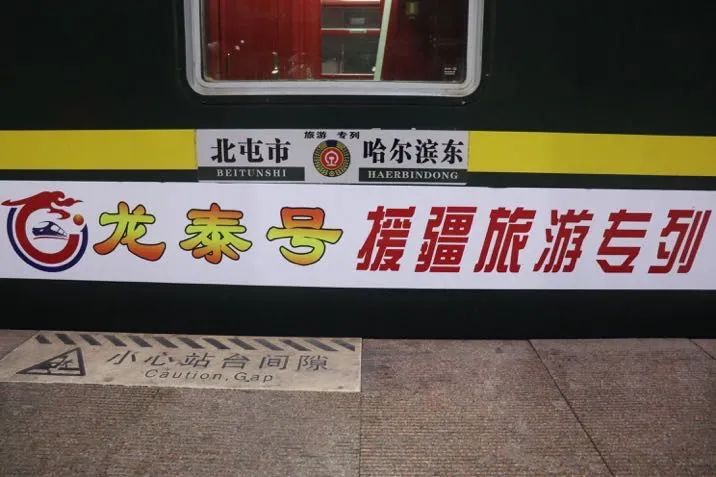 旅游 专列
北屯市 哈尔滨东
BEITUNSHI HAERBINDONG
龙泰号 援疆旅游专列
小心站台间隙
Caution, Gap